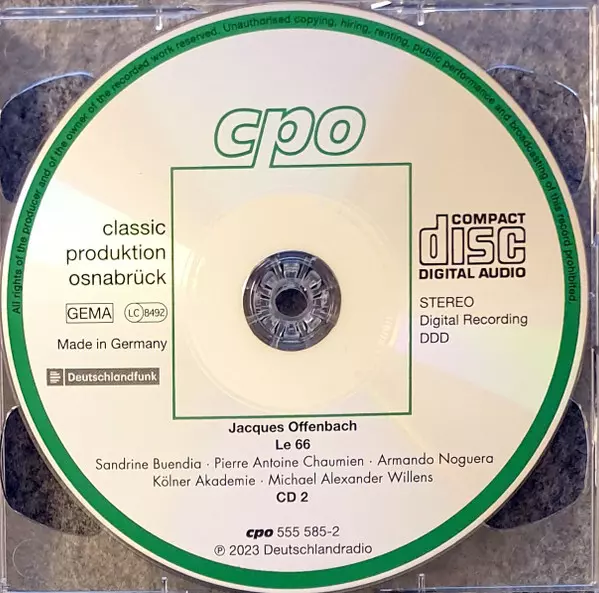 All rights of the producer and of the owner of the recorded work reserved. Unauthorised copying, hiring, renting, public performance and broadcasting of this record prohibited
cpo
classic
produktion
osnabrück
GEMA LC 8492
Made in Germany
Deutschlandfunk
COMPACT
disc
DIGITAL AUDIO
STEREO
Digital Recording
DDD
Jacques Offenbach
Le 66
Sandrine Buendia · Pierre Antoine Chaumien · Armando Noguera
Kölner Akademie · Michael Alexander Willens
CD 2
cpo 555 585-2
℗ 2023 Deutschlandradio